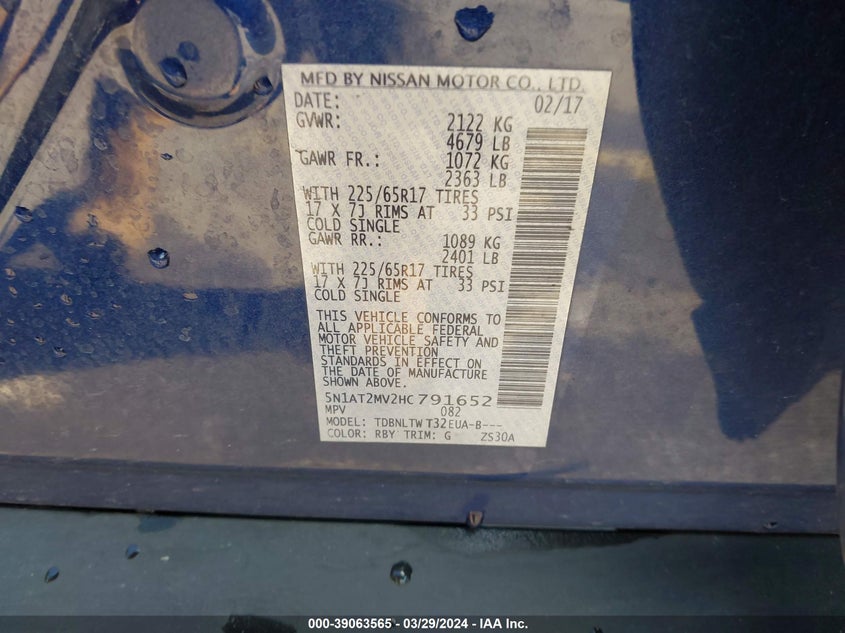 MFD BY NISSAN MOTOR CO., LTD.
DATE: 02/17
GVWR: 2122 KG
4679 LB
GAWR FR.: 1072 KG
2363 LB
WITH 225/65R17 TIRES
17 X 7J RIMS AT 33 PSI
COLD SINGLE
GAWR RR.: 1089 KG
2401 LB
WITH 225/65R17 TIRES
17 X 7J RIMS AT 33 PSI
COLD SINGLE
THIS VEHICLE CONFORMS TO
ALL APPLICABLE FEDERAL
MOTOR VEHICLE SAFETY AND
THEFT PREVENTION
STANDARDS IN EFFECT ON
THE DATE OF MANUFACTURE
SHOWN ABOVE.
5N1AT2MV2HC791652
MPV 082
MODEL: TDBNLTW T32EUA-B---
COLOR: RBY TRIM: G ZS30A
000-39063565 - 03/29/2024 - IAA Inc.